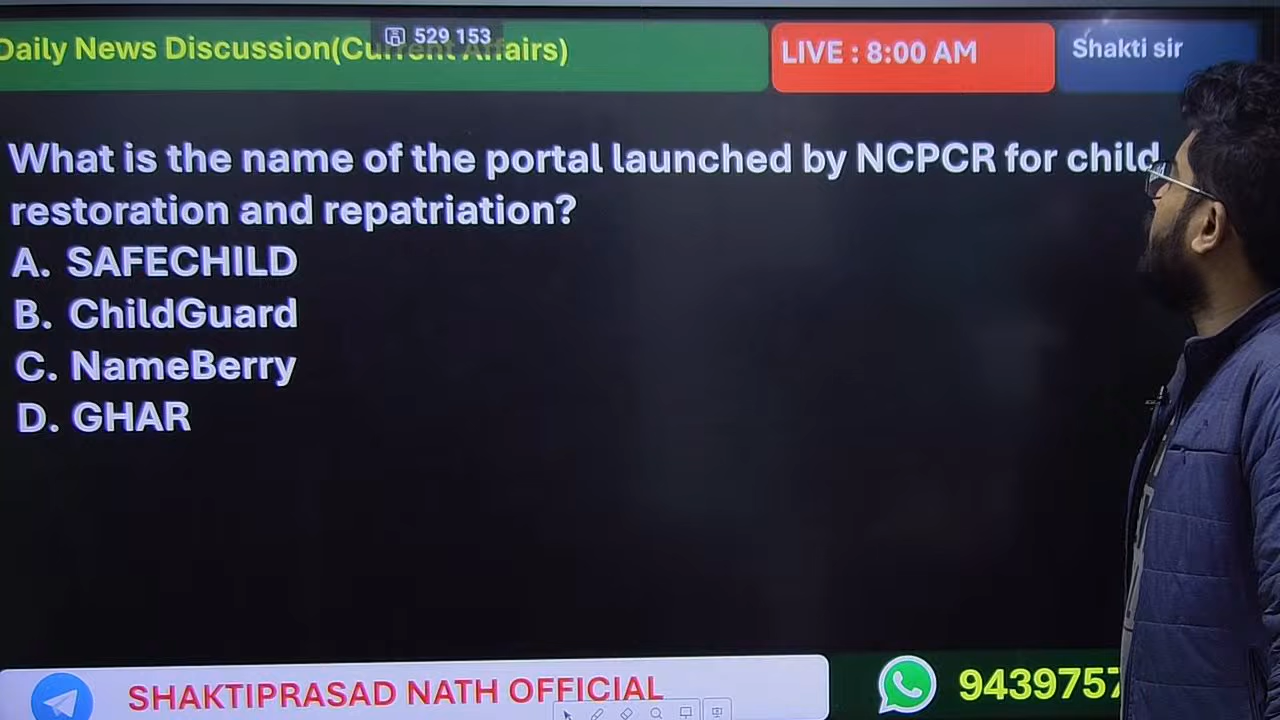 Daily News Discussion(Current Affairs)
529 153
LIVE : 8:00 AM
Shakti sir
What is the name of the portal launched by NCPCR for child
restoration and repatriation?
A. SAFECHILD
B. ChildGuard
C. NameBerry
D. GHAR
SHAKTIPRASAD NATH OFFICIAL
9439757